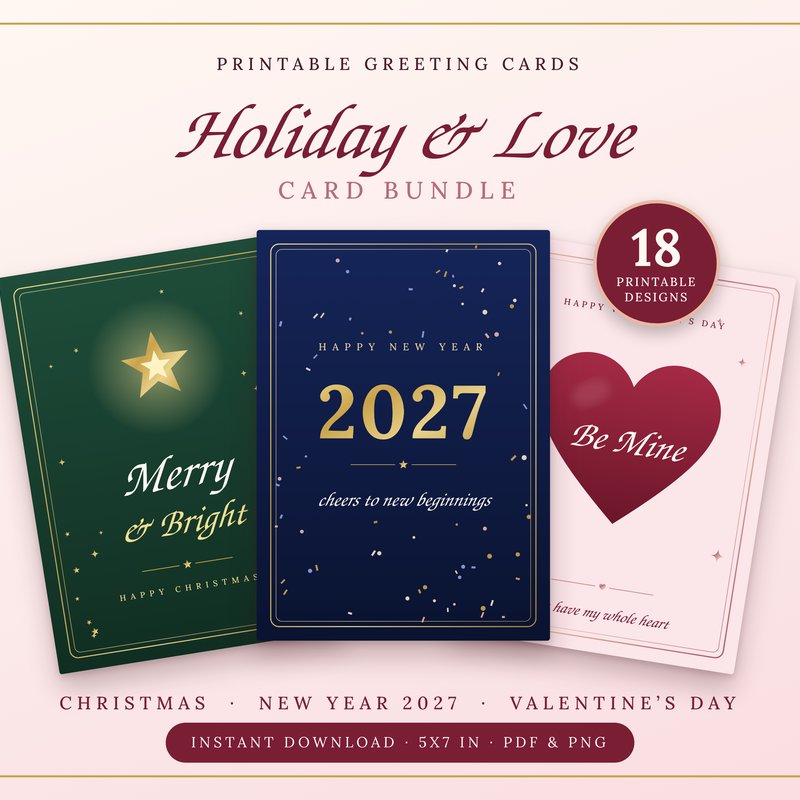 PRINTABLE GREETING CARDS
Holiday & Love
CARD BUNDLE
18
PRINTABLE
DESIGNS
Merry
& Bright
HAPPY CHRISTMAS
HAPPY NEW YEAR
2027
cheers to new beginnings
HAPPY S DAY
Be Mine
have my whole heart
CHRISTMAS · NEW YEAR 2027 · VALENTINE’S DAY
INSTANT DOWNLOAD · 5X7 IN · PDF & PNG